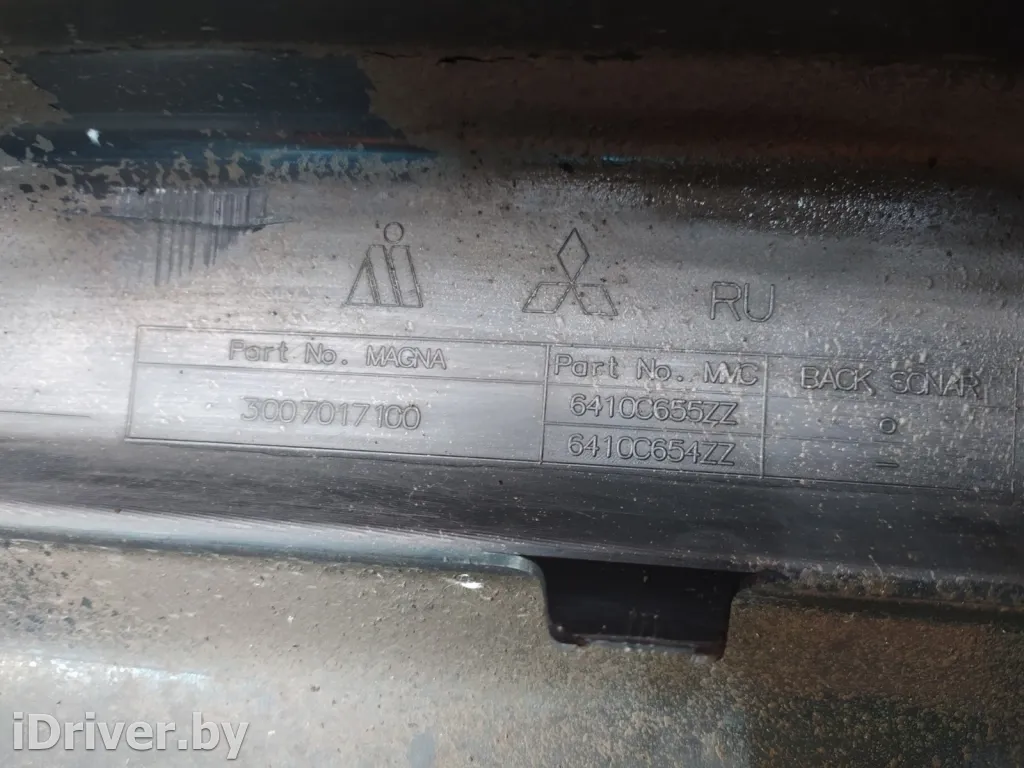 RU
Part No. MAGNA Part No. MMC BACK SONAR
3007017100 6410C655ZZ o
6410C654ZZ –
iDriver.by